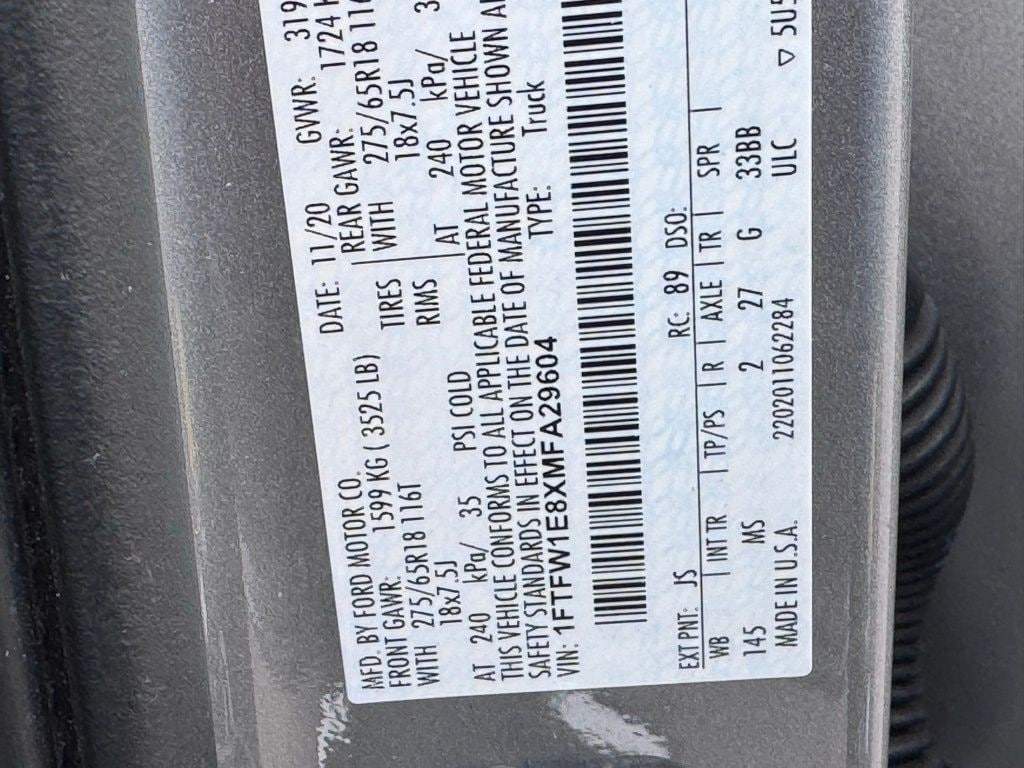 MFD. BY FORD MOTOR CO. DATE: 11/20 GVWR: 319
FRONT GAWR: 1599 KG ( 3525 LB) REAR GAWR: 1724 K
WITH 275/65R18 116T TIRES WITH 275/65R18 116
18x7.5J RIMS 18x7.5J
AT 240 kPa/ 35 PSI COLD AT 240 kPa/ 3
THIS VEHICLE CONFORMS TO ALL APPLICABLE FEDERAL MOTOR VEHICLE
SAFETY STANDARDS IN EFFECT ON THE DATE OF MANUFACTURE SHOWN A
VIN: 1FTFW1E8XMFA29604 TYPE: Truck
EXT PNT: JS RC: 89 DSO:
WB | INT TR | TP/PS | R | AXLE | TR | SPR |
145 MS 2 27 G 33BB
MADE IN U.S.A. 2202011062284 ULC ▽ 5U5